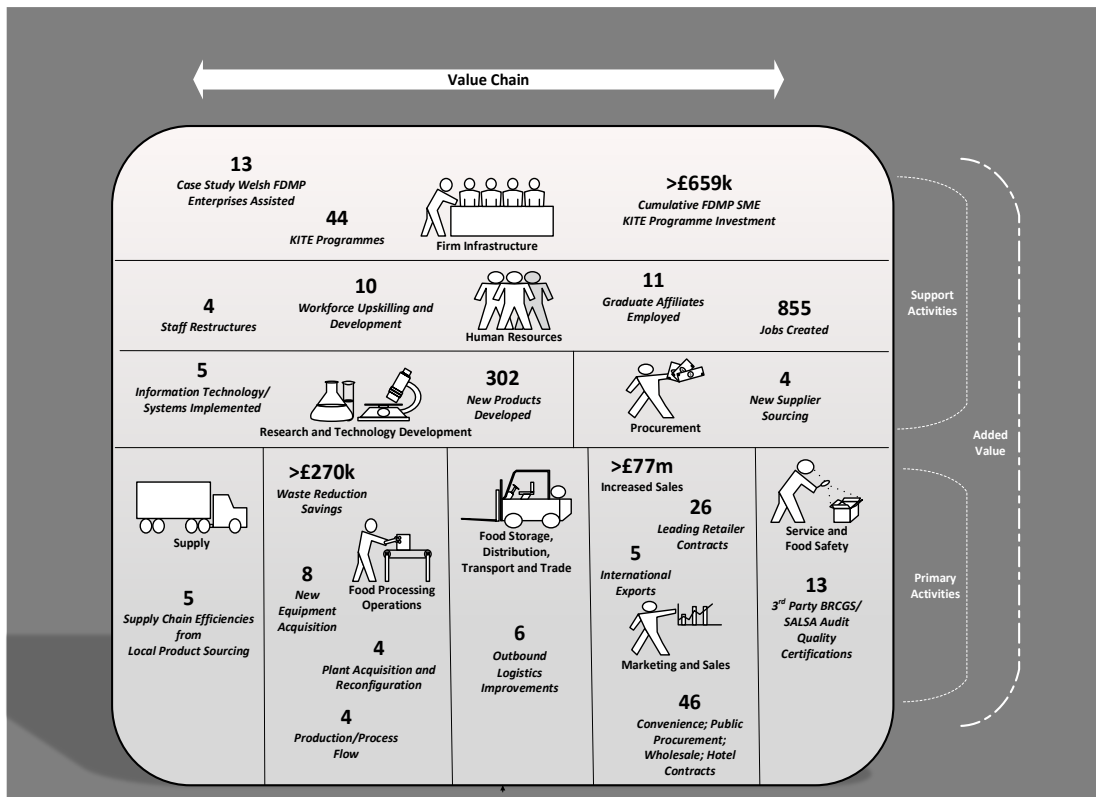 Value Chain
13
Case Study Welsh FDMP
Enterprises Assisted
44
KITE Programmes
Firm Infrastructure
>£659k
Cumulative FDMP SME
KITE Programme Investment
4
Staff Restructures
10
Workforce Upskilling and
Development
Human Resources
11
Graduate Affiliates
Employed
855
Jobs Created
5
Information Technology/
Systems Implemented
Research and Technology Development
302
New Products
Developed
Procurement
4
New Supplier
Sourcing
Support
Activities
Added
Value
Supply
5
Supply Chain Efficiencies
from
Local Product Sourcing
>£270k
Waste Reduction
Savings
Food Processing
Operations
8
New
Equipment
Acquisition
4
Plant Acquisition and
Reconfiguration
4
Production/Process
Flow
Food Storage,
Distribution,
Transport and Trade
6
Outbound
Logistics
Improvements
>£77m
Increased Sales
26
Leading Retailer
Contracts
5
International
Exports
Marketing and Sales
46
Convenience; Public
Procurement;
Wholesale; Hotel
Contracts
Service and
Food Safety
13
3rd Party BRCGS/
SALSA Audit
Quality
Certifications
Primary
Activities